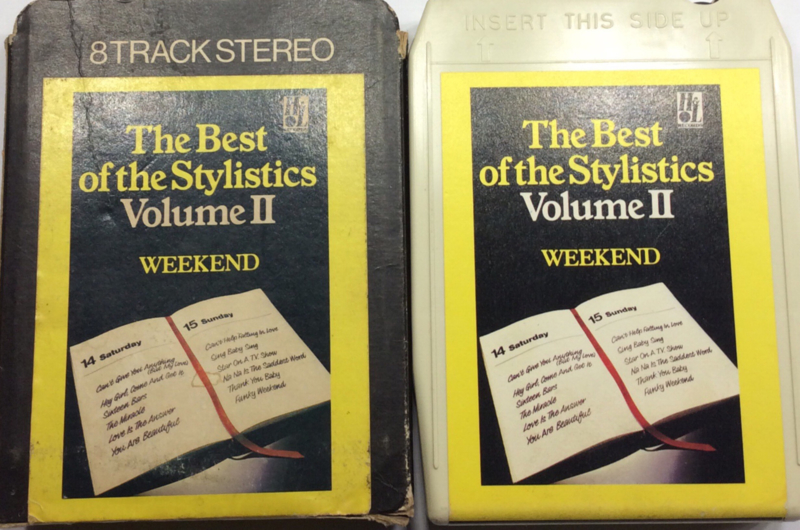 8 TRACK STEREO
H&L
The Best
of the Stylistics
Volume II
WEEKEND
14 Saturday
Can't Give You Anything
(But My Love)
Hey Girl, Come And Get It
Sixteen Bars
The Miracle
Love Is The Answer
You Are Beautiful
15 Sunday
Can't Help Falling In Love
Sing Baby Sing
Star On A T.V. Show
Na Na Is The Saddest Word
Thank You Baby
Funky Weekend
INSERT THIS SIDE UP
H&L
The Best
of the Stylistics
Volume II
WEEKEND
14 Saturday
Can't Give You Anything
(But My Love)
Hey Girl, Come And Get It
Sixteen Bars
The Miracle
Love Is The Answer
You Are Beautiful
15 Sunday
Can't Help Falling In Love
Sing Baby Sing
Star On A T.V. Show
Na Na Is The Saddest Word
Thank You Baby
Funky Weekend